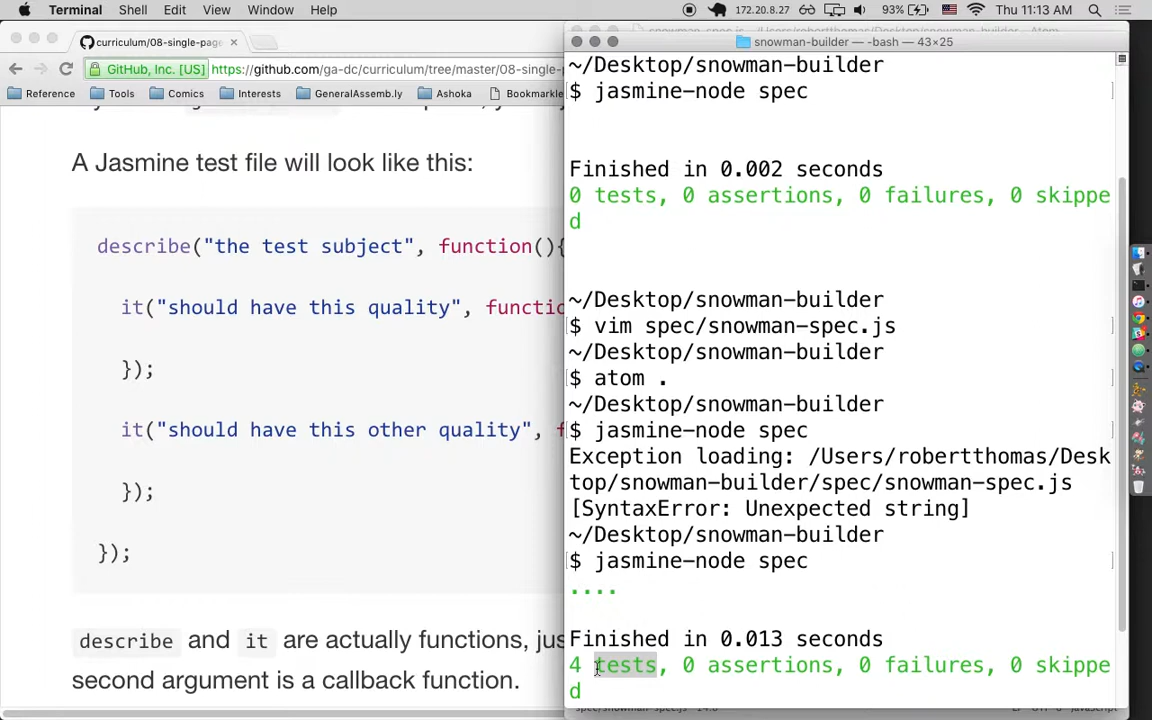 Terminal Shell Edit View Window Help 172.20.8.27 93% Thu 11:13 AM
curriculum/08-single-page
GitHub, Inc. [US] https://github.com/ga-dc/curriculum/tree/master/08-single-p
Reference Tools Comics Interests GeneralAssemb.ly Ashoka Bookmarkle
A Jasmine test file will look like this:
describe("the test subject", function(){
it("should have this quality", functio
});
it("should have this other quality", f
});
});
describe and it are actually functions, jus
second argument is a callback function.
snowman-builder — -bash — 43×25
~/Desktop/snowman-builder
$ jasmine-node spec
Finished in 0.002 seconds
0 tests, 0 assertions, 0 failures, 0 skippe
d
~/Desktop/snowman-builder
$ vim spec/snowman-spec.js
~/Desktop/snowman-builder
$ atom .
~/Desktop/snowman-builder
$ jasmine-node spec
Exception loading: /Users/robertthomas/Desk
top/snowman-builder/spec/snowman-spec.js
[SyntaxError: Unexpected string]
~/Desktop/snowman-builder
$ jasmine-node spec
....
Finished in 0.013 seconds
4 tests, 0 assertions, 0 failures, 0 skippe
d